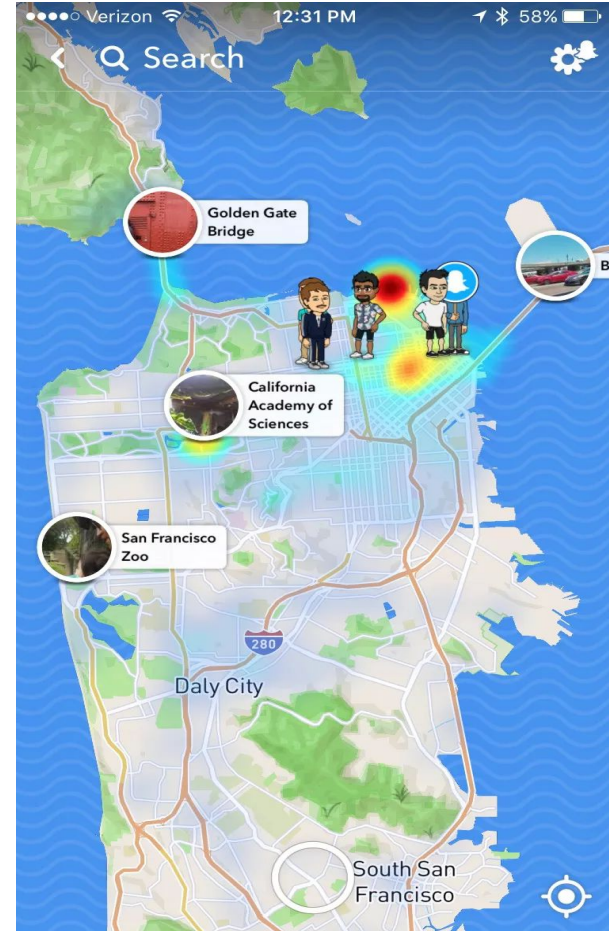 Verizon 12:31 PM 58%
Search
Golden Gate
Bridge
B
California
Academy of
Sciences
San Francisco
Zoo
280
Daly City
South San
Francisco